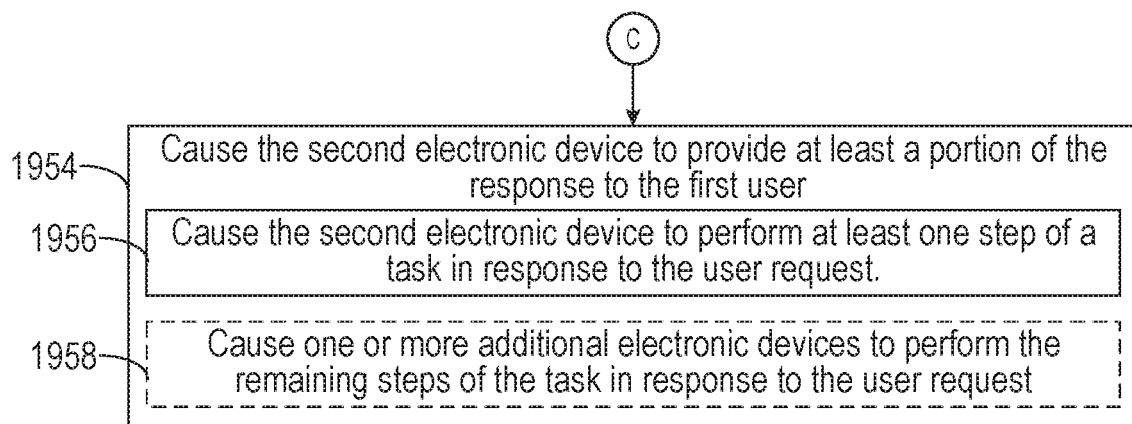 C
1954
Cause the second electronic device to provide at least a portion of the
response to the first user
1956
Cause the second electronic device to perform at least one step of a
task in response to the user request.
1958
Cause one or more additional electronic devices to perform the
remaining steps of the task in response to the user request